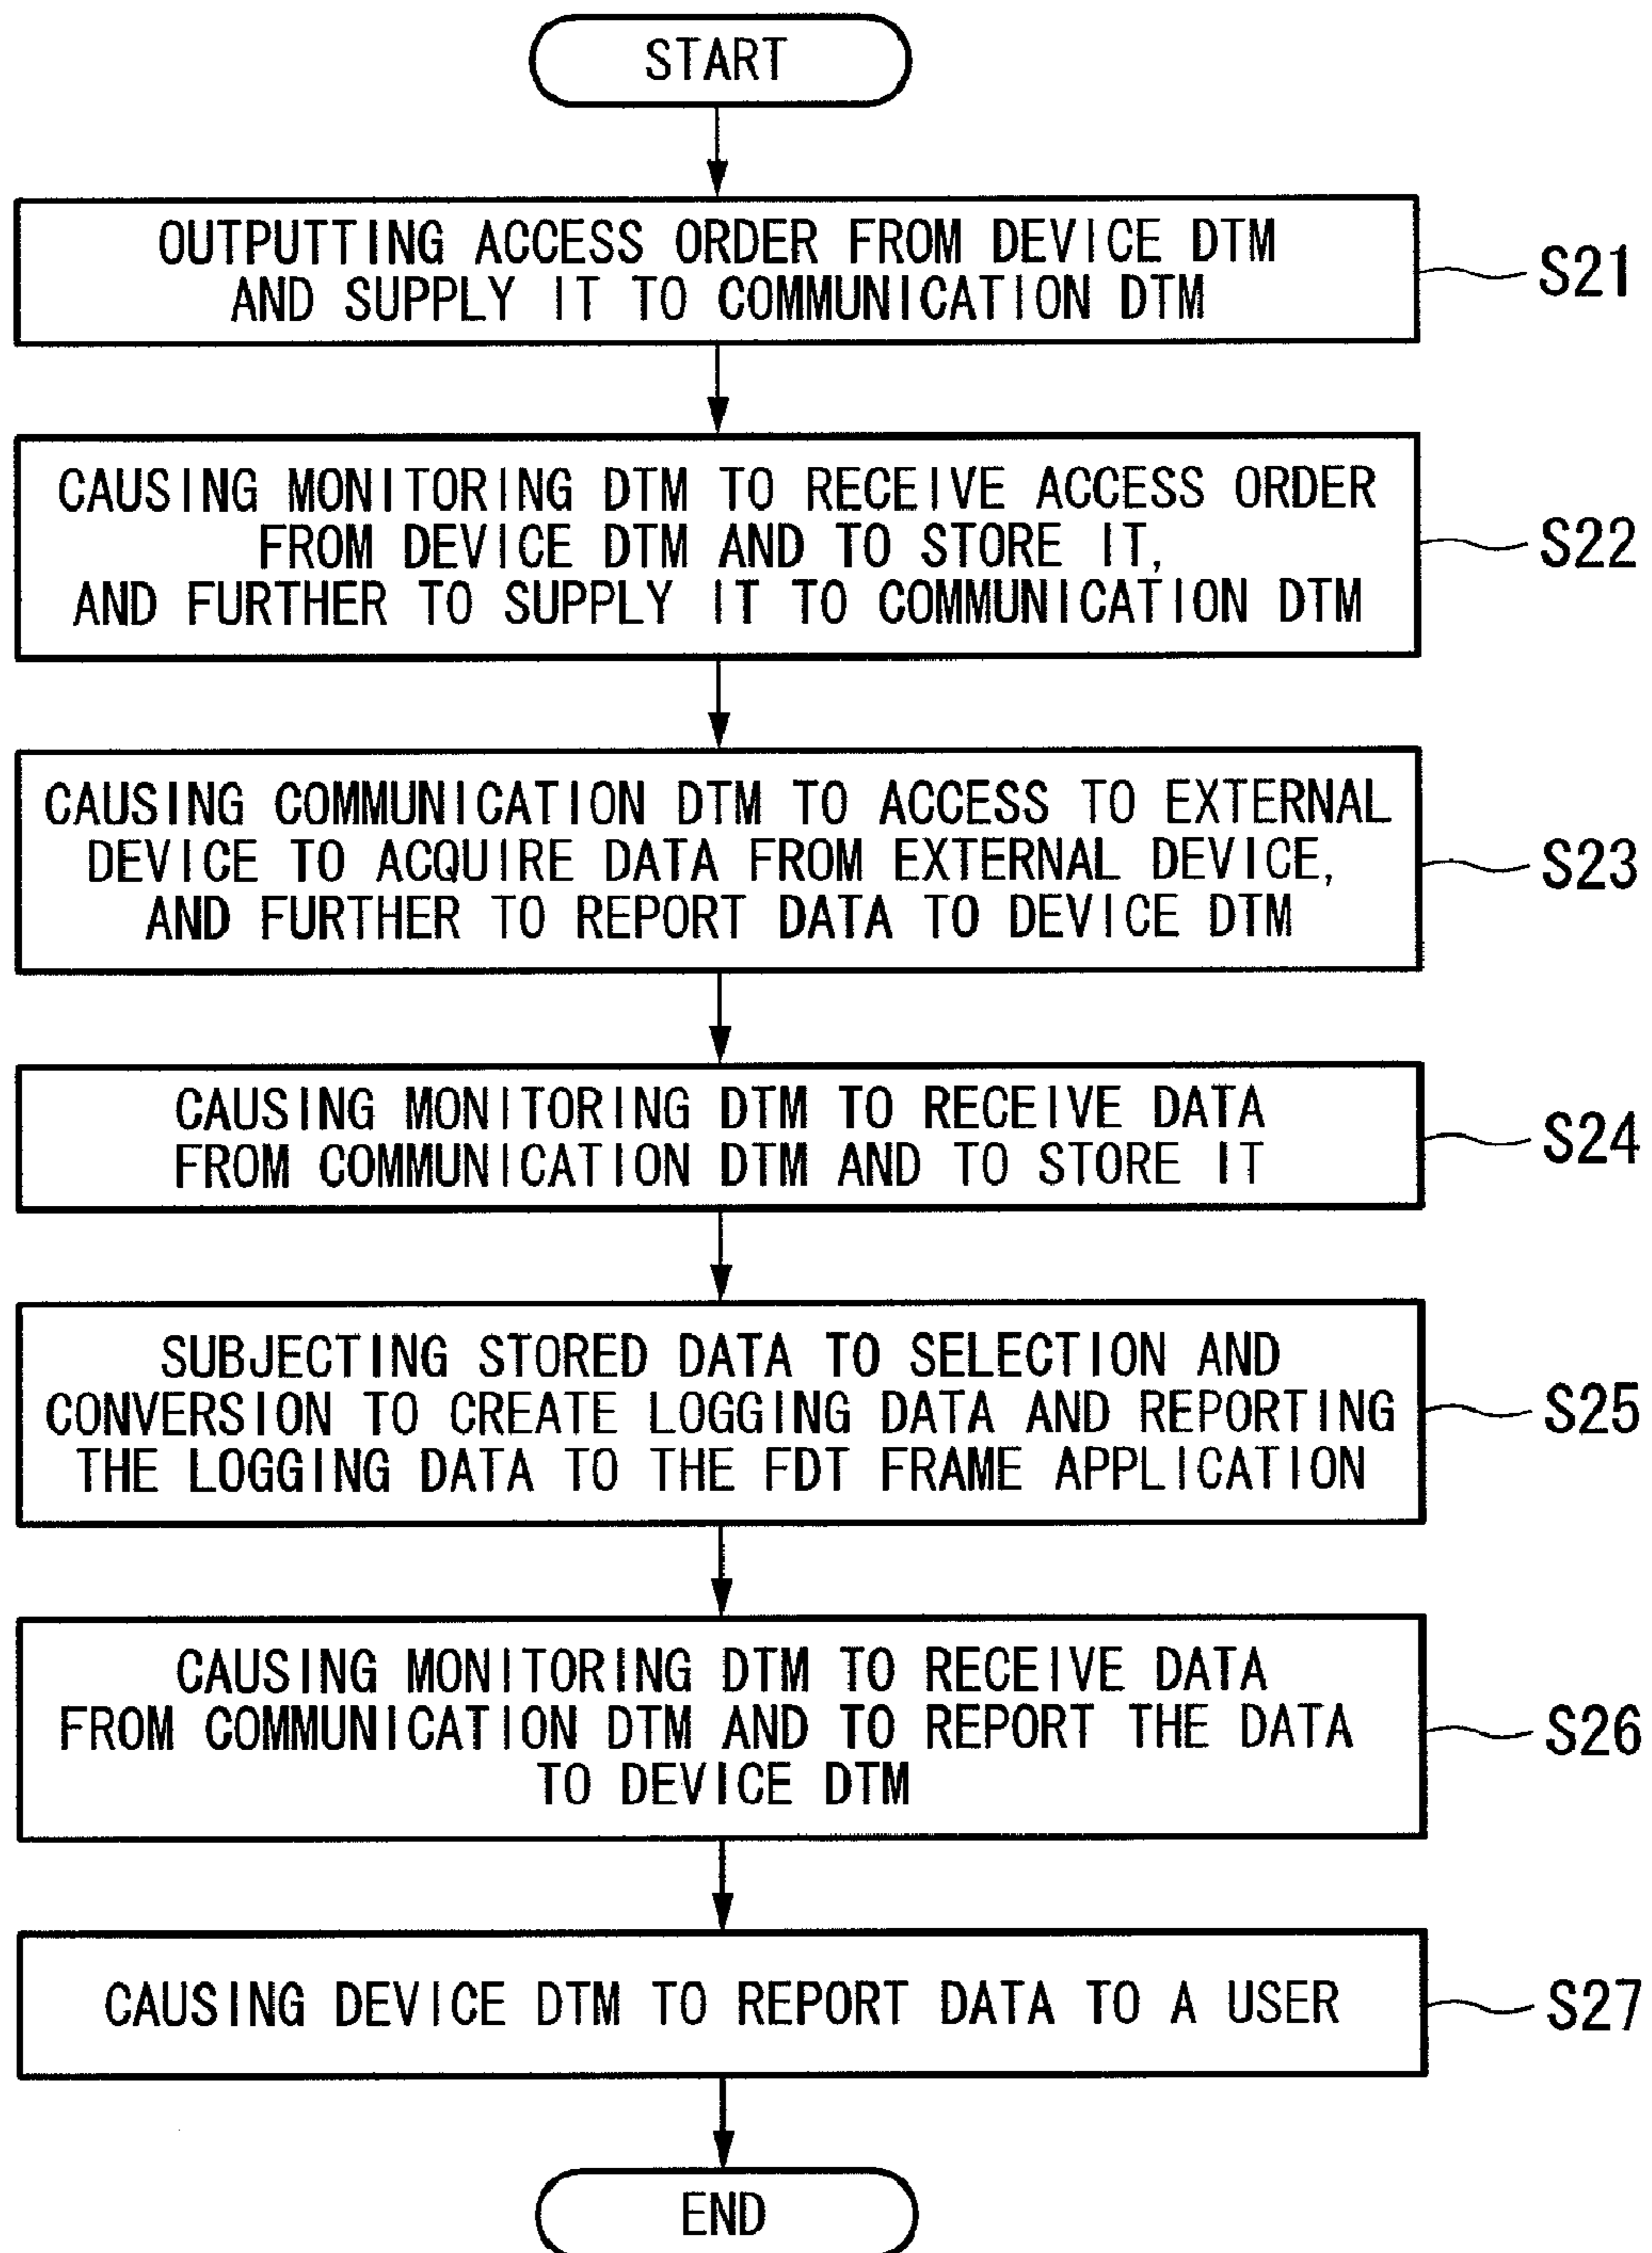 START
OUTPUTTING ACCESS ORDER FROM DEVICE DTM
AND SUPPLY IT TO COMMUNICATION DTM
S21
CAUSING MONITORING DTM TO RECEIVE ACCESS ORDER
FROM DEVICE DTM AND TO STORE IT,
AND FURTHER TO SUPPLY IT TO COMMUNICATION DTM
S22
CAUSING COMMUNICATION DTM TO ACCESS TO EXTERNAL
DEVICE TO ACQUIRE DATA FROM EXTERNAL DEVICE,
AND FURTHER TO REPORT DATA TO DEVICE DTM
S23
CAUSING MONITORING DTM TO RECEIVE DATA
FROM COMMUNICATION DTM AND TO STORE IT
S24
SUBJECTING STORED DATA TO SELECTION AND
CONVERSION TO CREATE LOGGING DATA AND REPORTING
THE LOGGING DATA TO THE FDT FRAME APPLICATION
S25
CAUSING MONITORING DTM TO RECEIVE DATA
FROM COMMUNICATION DTM AND TO REPORT THE DATA
TO DEVICE DTM
S26
CAUSING DEVICE DTM TO REPORT DATA TO A USER
S27
END